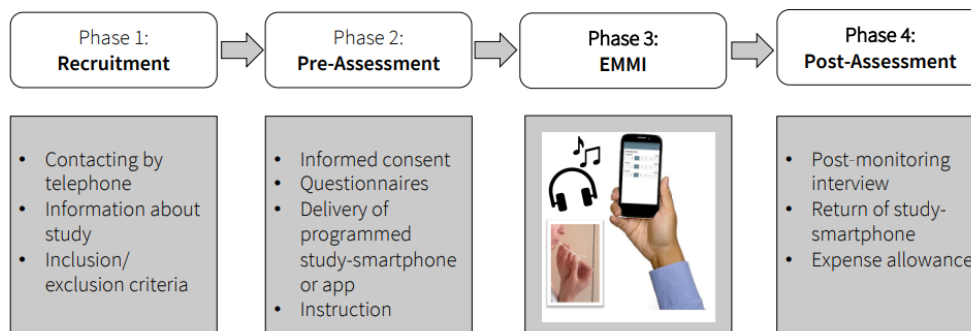 Phase 1:
Recruitment
Phase 2:
Pre-Assessment
Phase 3:
EMMI
Phase 4:
Post-Assessment
• Contacting by
telephone
• Information about
study
• Inclusion/
exclusion criteria
• Informed consent
• Questionnaires
• Delivery of
programmed
study-smartphone
or app
• Instruction
• Post-monitoring
interview
• Return of study-
smartphone
• Expense allowance